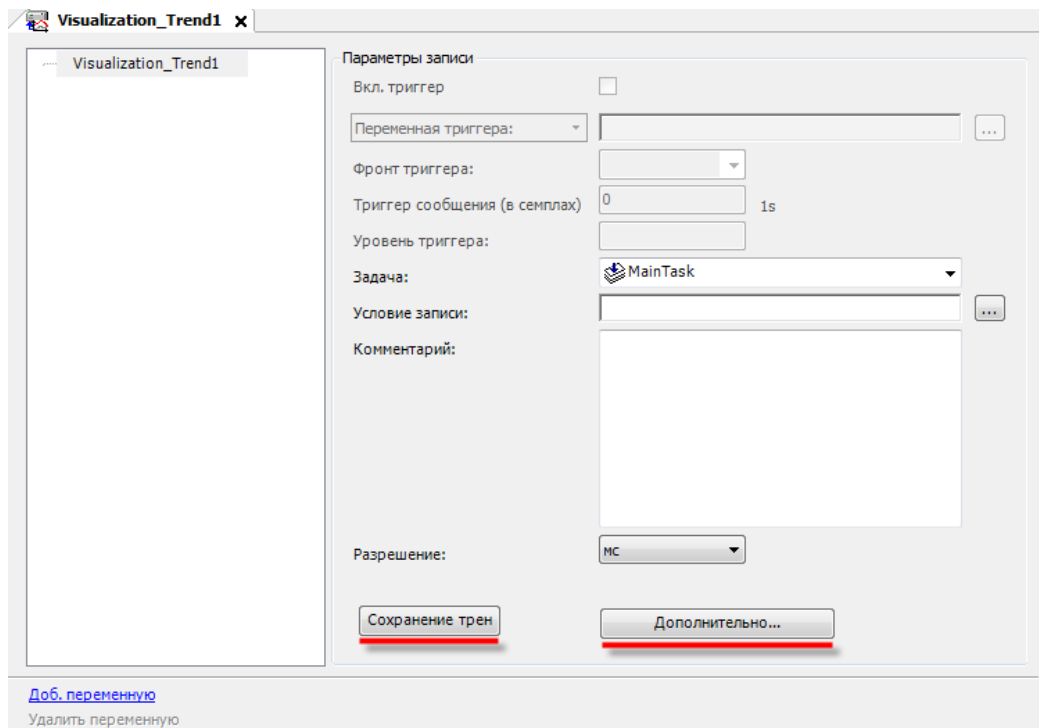 Visualization_Trend1 x
Visualization_Trend1
Параметры записи
Вкл. триггер
Переменная триггера:
...
Фронт триггера:
Триггер сообщения (в семплах)
0
1s
Уровень триггера:
Задача:
MainTask
Условие записи:
...
Комментарий:
Разрешение:
мс
Сохранение трен
Дополнительно...
Доб. переменную
Удалить переменную